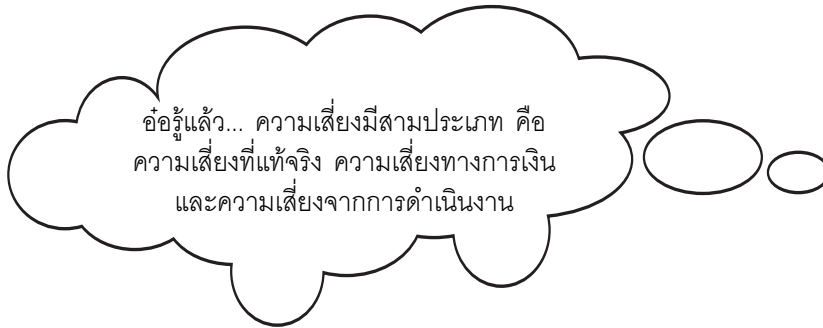 อ๋อรู้แล้ว... ความเสี่ยงมีสามประเภท คือ
ความเสี่ยงที่แท้จริง ความเสี่ยงทางการเงิน
และความเสี่ยงจากการดำเนินงาน